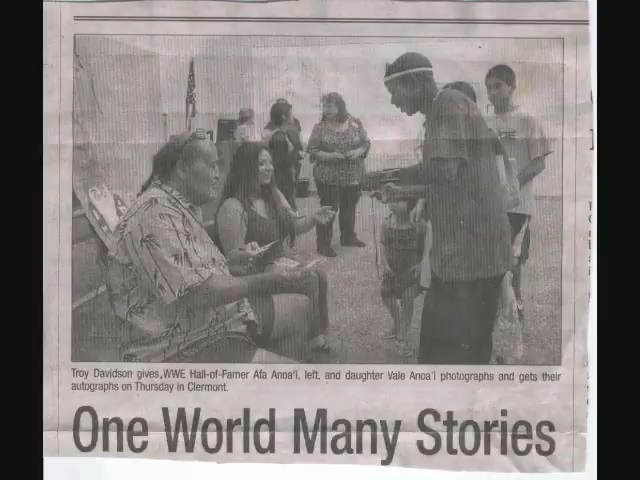 Troy Davidson gives, WWE Hall-of-Famer Afa Anoa'i, left, and daughter Vale Anoa'i photographs and gets their
autographs on Thursday in Clermont.
One World Many Stories